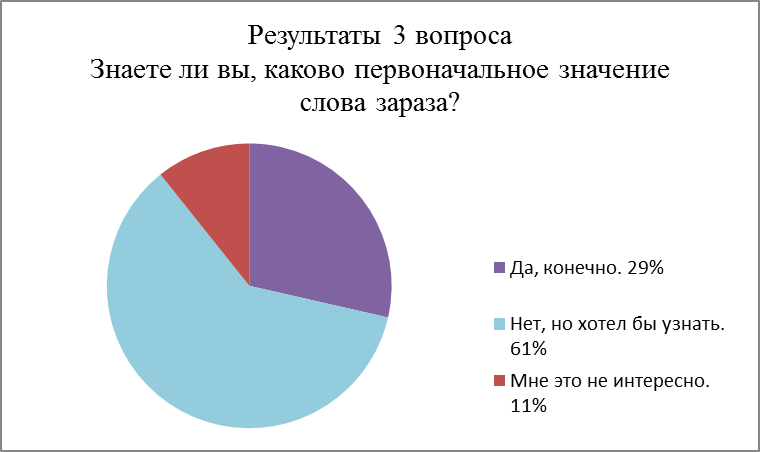 Результаты 3 вопроса
Знаете ли вы, каково первоначальное значение
слова зараза?
Да, конечно. 29%
Нет, но хотел бы узнать.
61%
Мне это не интересно.
11%